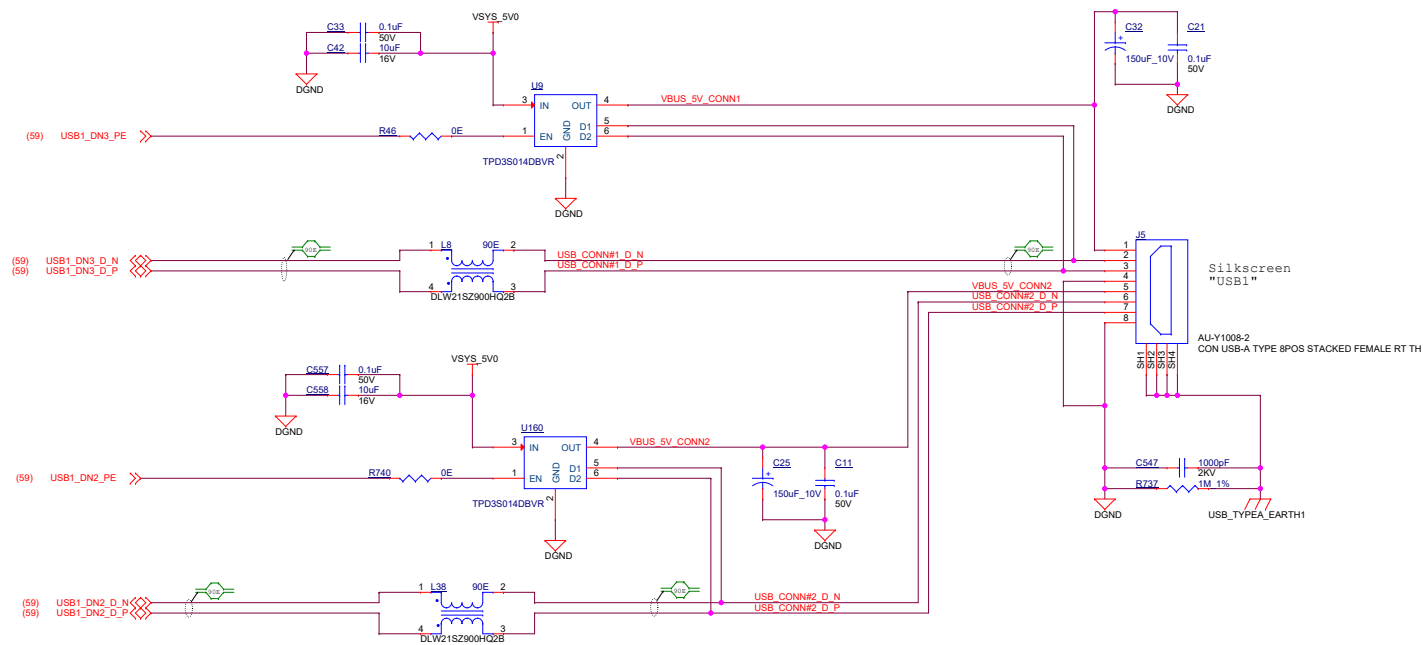 VSYS_5V0
C33 0.1uF
50V
C42 10uF
16V
DGND
C32
150uF_10V
C21
0.1uF
50V
DGND
U9
3 IN OUT 4
VBUS_5V_CONN1
D1 5
D2 6
1 EN
GND
2
TPD3S014DBVR
DGND
(59) USB1_DN3_PE
R46 0E
90E
(59) USB1_DN3_D_N
(59) USB1_DN3_D_P
1 L8 90E 2
4 3
DLW21SZ900HQ2B
USB_CONN#1_D_N
USB_CONN#1_D_P
90E
J5
1
2
3
4
5
6
7
8
VBUS_5V_CONN2
USB_CONN#2_D_N
USB_CONN#2_D_P
Silkscreen
"USB1"
AU-Y1008-2
CON USB-A TYPE 8POS STACKED FEMALE RT TH
SH1
SH2
SH3
SH4
VSYS_5V0
C557 0.1uF
50V
C558 10uF
16V
DGND
U160
3 IN OUT 4
VBUS_5V_CONN2
D1 5
D2 6
1 EN
GND
2
TPD3S014DBVR
DGND
(59) USB1_DN2_PE
R740 0E
C25
150uF_10V
C11
0.1uF
50V
DGND
C547 1000pF
2KV
R737 1M_1%
DGND
USB_TYPEA_EARTH1
90E
(59) USB1_DN2_D_N
(59) USB1_DN2_D_P
1 L38 90E 2
4 3
DLW21SZ900HQ2B
90E
USB_CONN#2_D_N
USB_CONN#2_D_P